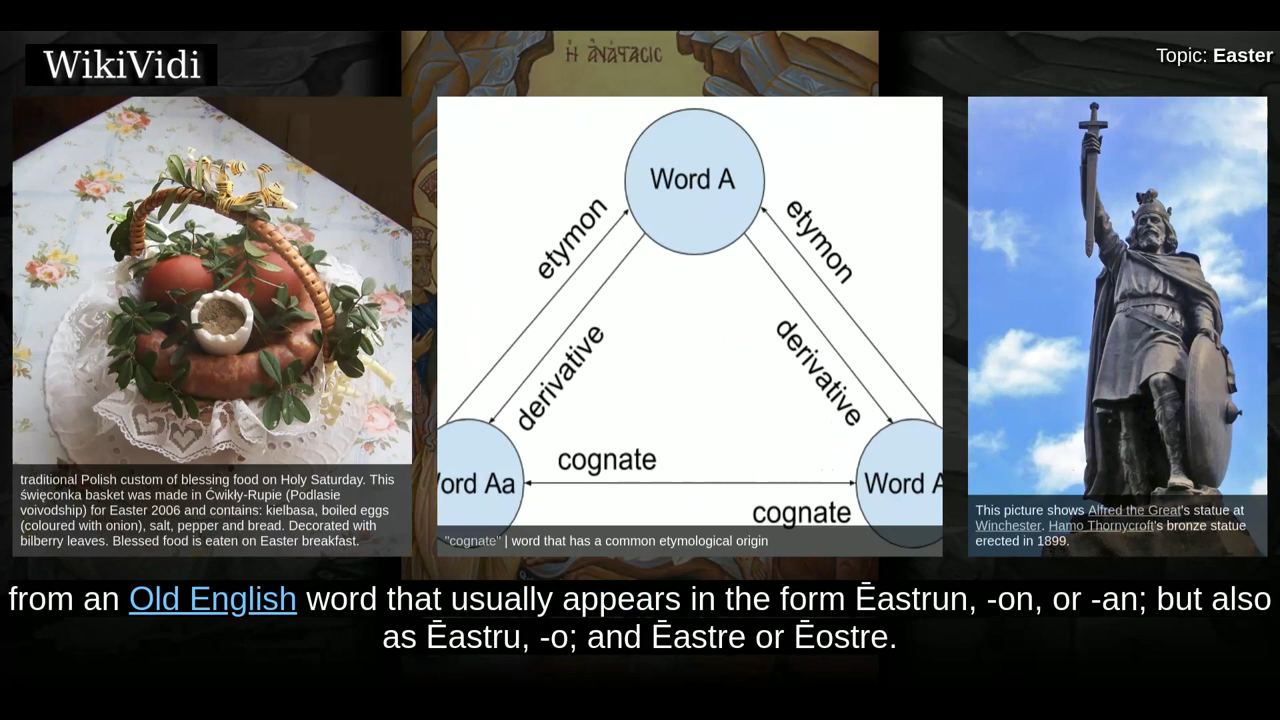 Ἡ ἈΝΆΣΤΑΣΙΣ
WikiVidi
Topic: Easter
Word A
etymon
etymon
derivative
derivative
cognate
ord Aa
Word A
cognate
traditional Polish custom of blessing food on Holy Saturday. This
święconka basket was made in Ćwikły-Rupie (Podlasie
voivodship) for Easter 2006 and contains: kielbasa, boiled eggs
(coloured with onion), salt, pepper and bread. Decorated with
bilberry leaves. Blessed food is eaten on Easter breakfast.
"cognate" | word that has a common etymological origin
This picture shows Alfred the Great's statue at
Winchester. Hamo Thornycroft's bronze statue
erected in 1899.
from an Old English word that usually appears in the form Ēastrun, -on, or -an; but also
as Ēastru, -o; and Ēastre or Ēostre.